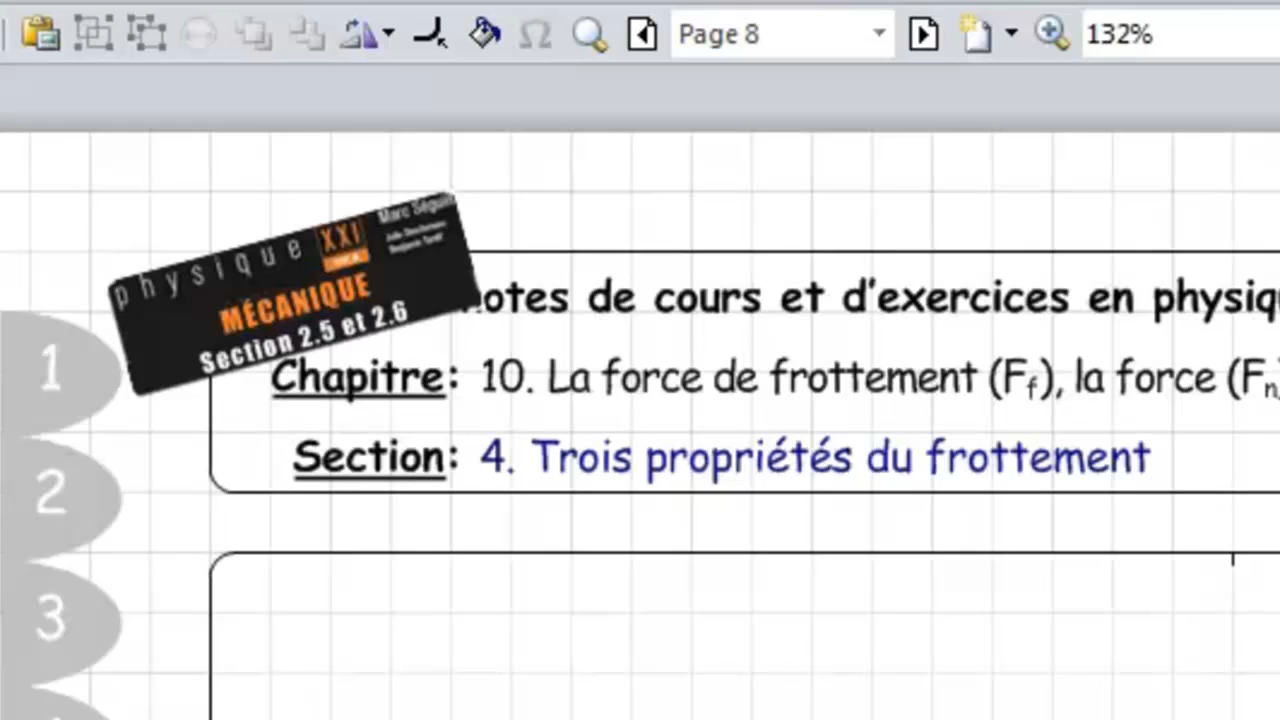 Page 8
132%
physique XXI
Marc Séguin
MÉCANIQUE
Section 2.5 et 2.6
notes de cours et d'exercices en physiq
Chapitre: 10. La force de frottement (Ff), la force (Fn
Section: 4. Trois propriétés du frottement
1
2
3